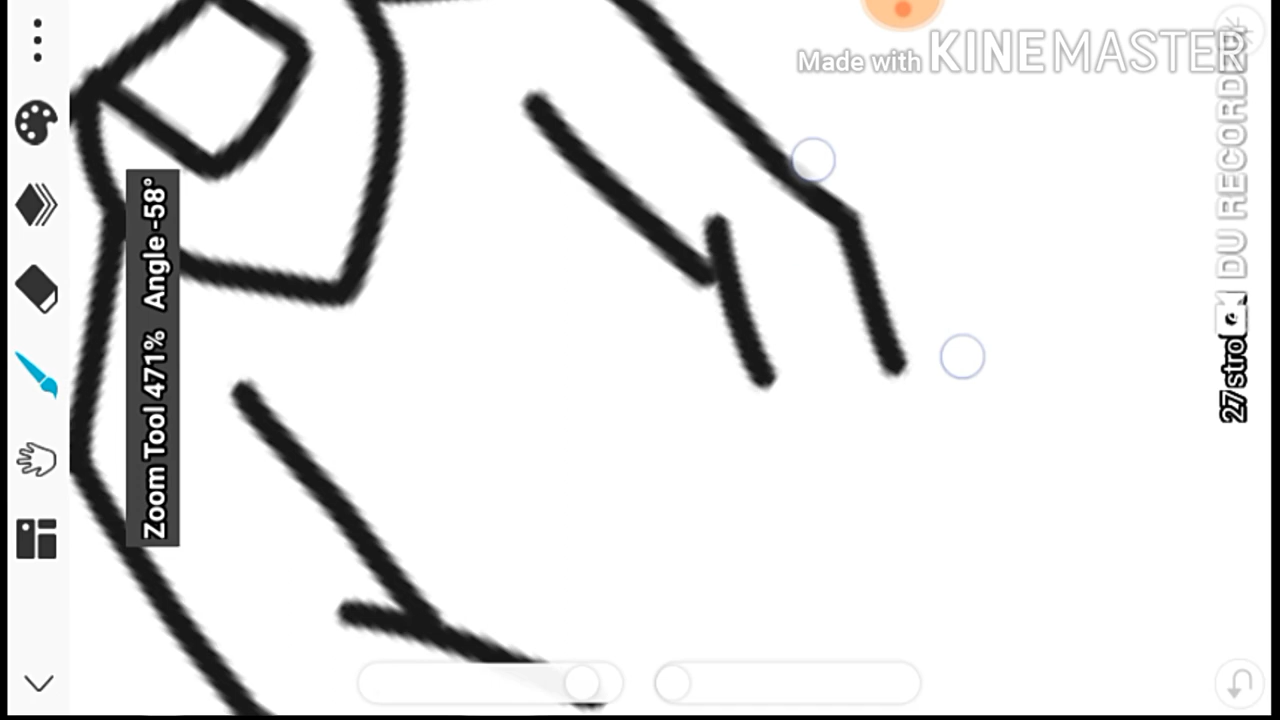 Made with KINEMASTER
Zoom Tool 471% Angle -58°
DU RECORDER
27 stro